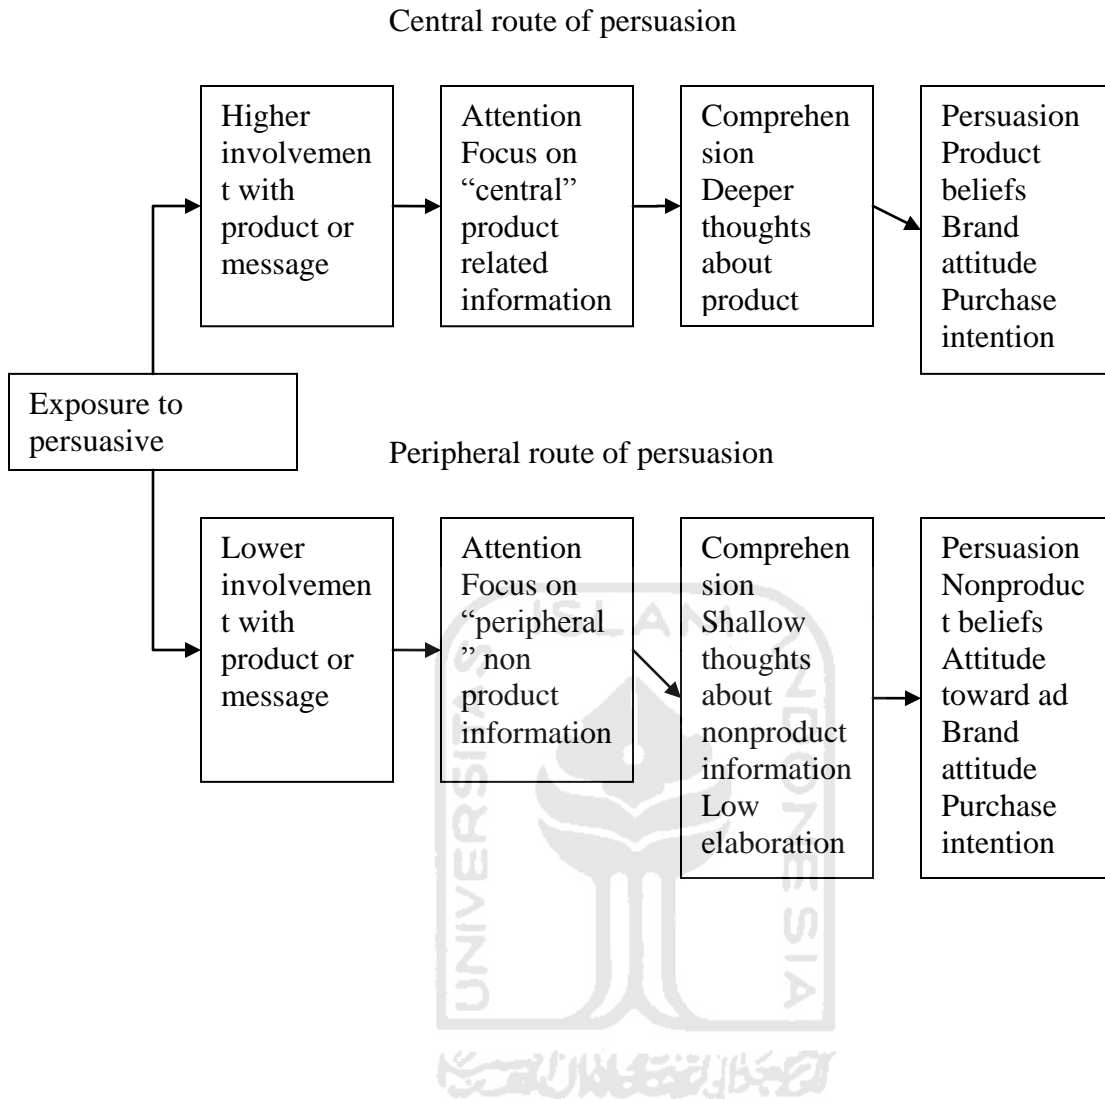 Central route of persuasion
Higher
involvemen
t with
product or
message
Attention
Focus on
“central”
product
related
information
Comprehen
sion
Deeper
thoughts
about
product
Persuasion
Product
beliefs
Brand
attitude
Purchase
intention
Exposure to
persuasive
Peripheral route of persuasion
Lower
involvemen
t with
product or
message
Attention
Focus on
“peripheral
” non
product
information
Comprehen
sion
Shallow
thoughts
about
nonproduct
information
Low
elaboration
Persuasion
Nonproduc
t beliefs
Attitude
toward ad
Brand
attitude
Purchase
intention
UNIVERSITAS
ISLAM
INDONESIA